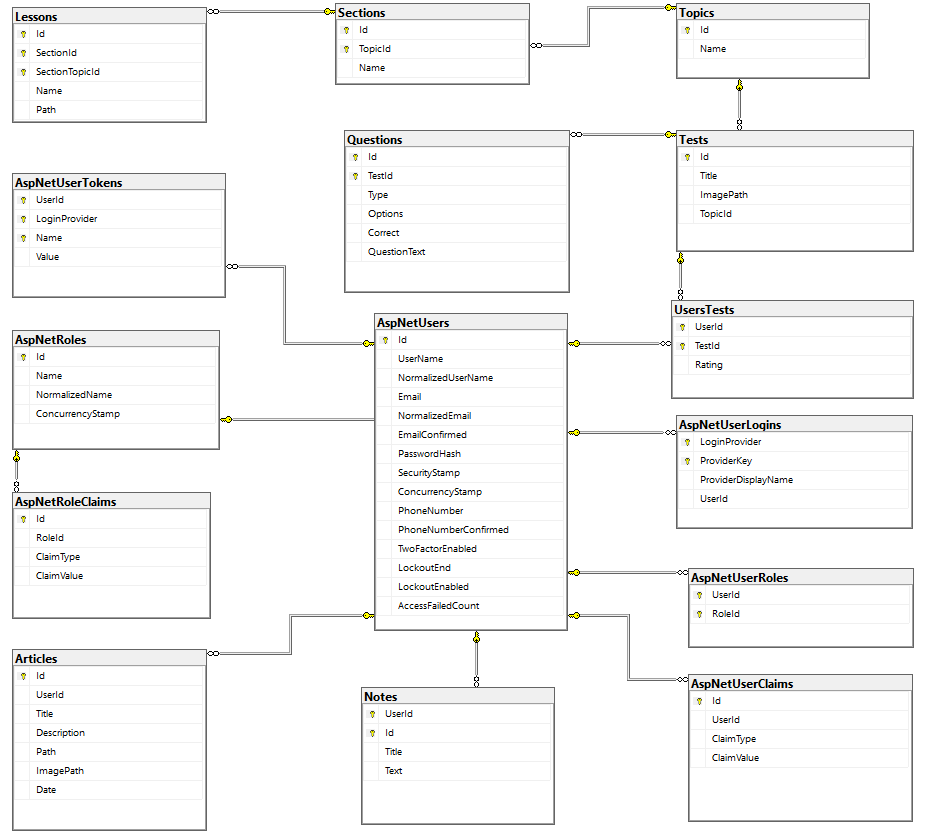 Lessons
Id
SectionId
SectionTopicId
Name
Path
Sections
Id
TopicId
Name
Topics
Id
Name
Questions
Id
TestId
Type
Options
Correct
QuestionText
Tests
Id
Title
ImagePath
TopicId
AspNetUserTokens
UserId
LoginProvider
Name
Value
UsersTests
UserId
TestId
Rating
AspNetUsers
Id
UserName
NormalizedUserName
Email
NormalizedEmail
EmailConfirmed
PasswordHash
SecurityStamp
ConcurrencyStamp
PhoneNumber
PhoneNumberConfirmed
TwoFactorEnabled
LockoutEnd
LockoutEnabled
AccessFailedCount
AspNetRoles
Id
Name
NormalizedName
ConcurrencyStamp
AspNetUserLogins
LoginProvider
ProviderKey
ProviderDisplayName
UserId
AspNetRoleClaims
Id
RoleId
ClaimType
ClaimValue
AspNetUserRoles
UserId
RoleId
Articles
Id
UserId
Title
Description
Path
ImagePath
Date
Notes
UserId
Id
Title
Text
AspNetUserClaims
Id
UserId
ClaimType
ClaimValue